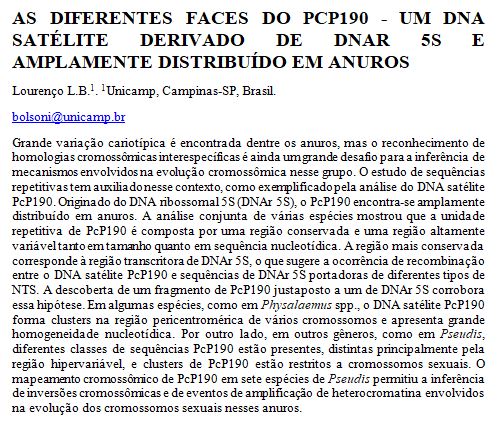 AS DIFERENTES FACES DO PCP190 - UM DNA
SATÉLITE DERIVADO DE DNAR 5S E
AMPLAMENTE DISTRIBUÍDO EM ANUROS
Lourenço L.B.¹. ¹Unicamp, Campinas-SP, Brasil.
bolsoni@unicamp.br
Grande variação cariotípica é encontrada dentre os anuros, mas o reconhecimento de
homologias cromossômicas interespecíficas é ainda um grande desafio para a inferência de
mecanismos envolvidos na evolução cromossômica nesse grupo. O estudo de sequências
repetitivas tem auxiliado nesse contexto, como exemplificado pela análise do DNA satélite
PcP190. Originado do DNA ribossomal 5S (DNAr 5S), o PcP190 encontra-se amplamente
distribuído em anuros. A análise conjunta de várias espécies mostrou que a unidade
repetitiva de PcP190 é composta por uma região conservada e uma região altamente
variável tanto em tamanho quanto em sequência nucleotídica. A região mais conservada
corresponde à região transcritora de DNAr 5S, o que sugere a ocorrência de recombinação
entre o DNA satélite PcP190 e sequências de DNAr 5S portadoras de diferentes tipos de
NTS. A descoberta de um fragmento de PcP190 justaposto a um de DNAr 5S corrobora
essa hipótese. Em algumas espécies, como em Physalaemus spp., o DNA satélite PcP190
forma clusters na região pericentromérica de vários cromossomos e apresenta grande
homogeneidade nucleotídica. Por outro lado, em outros gêneros, como em Pseudis,
diferentes classes de sequências PcP190 estão presentes, distintas principalmente pela
região hipervariável, e clusters de PcP190 estão restritos a cromossomos sexuais. O
mapeamento cromossômico de PcP190 em sete espécies de Pseudis permitiu a inferência
de inversões cromossômicas e de eventos de amplificação de heterocromatina envolvidos
na evolução dos cromossomos sexuais nesses anuros.